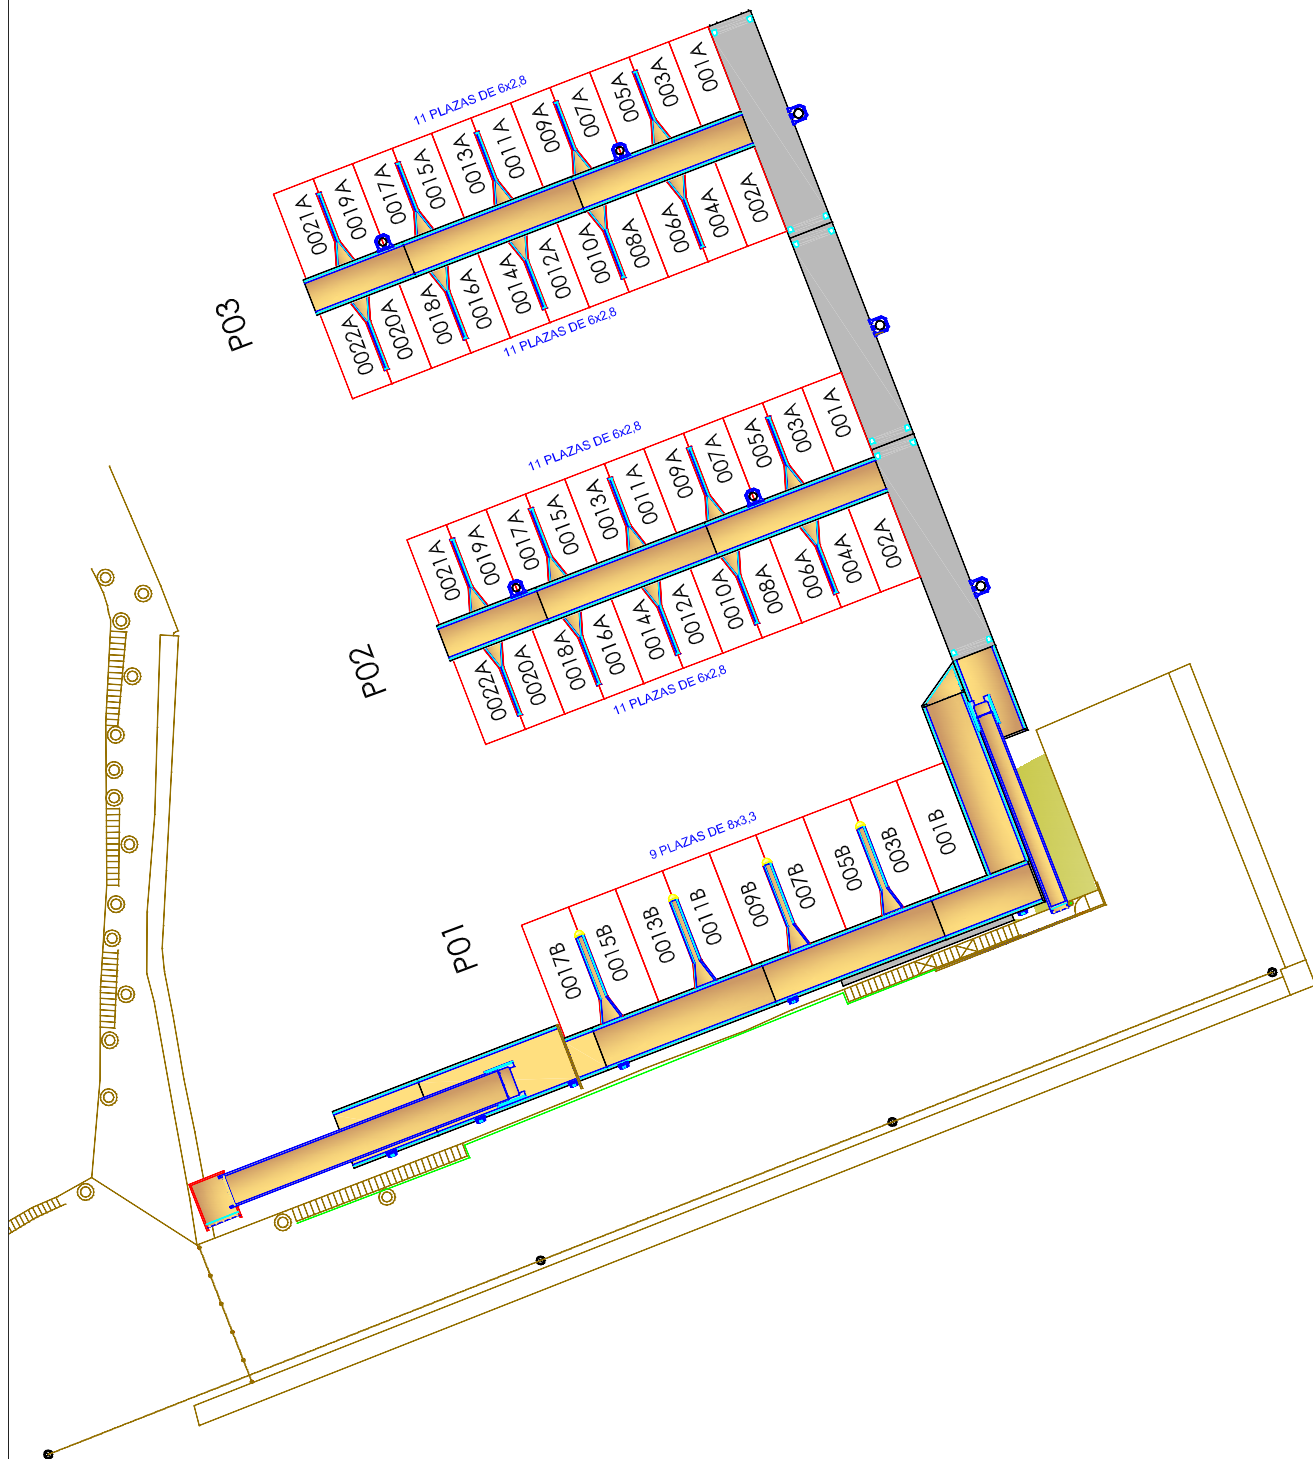 11 PLAZAS DE 6x2,8
0021A
0019A
0017A
0015A
0013A
0011A
009A
007A
005A
003A
001A
P03
0022A
0020A
0018A
0016A
0014A
0012A
0010A
008A
006A
004A
002A
11 PLAZAS DE 6x2,8
11 PLAZAS DE 6x2,8
0021A
0019A
0017A
0015A
0013A
0011A
009A
007A
005A
003A
001A
P02
0022A
0020A
0018A
0016A
0014A
0012A
0010A
008A
006A
004A
002A
11 PLAZAS DE 6x2,8
9 PLAZAS DE 8x3,3
P01
0017B
0015B
0013B
0011B
009B
007B
005B
003B
001B